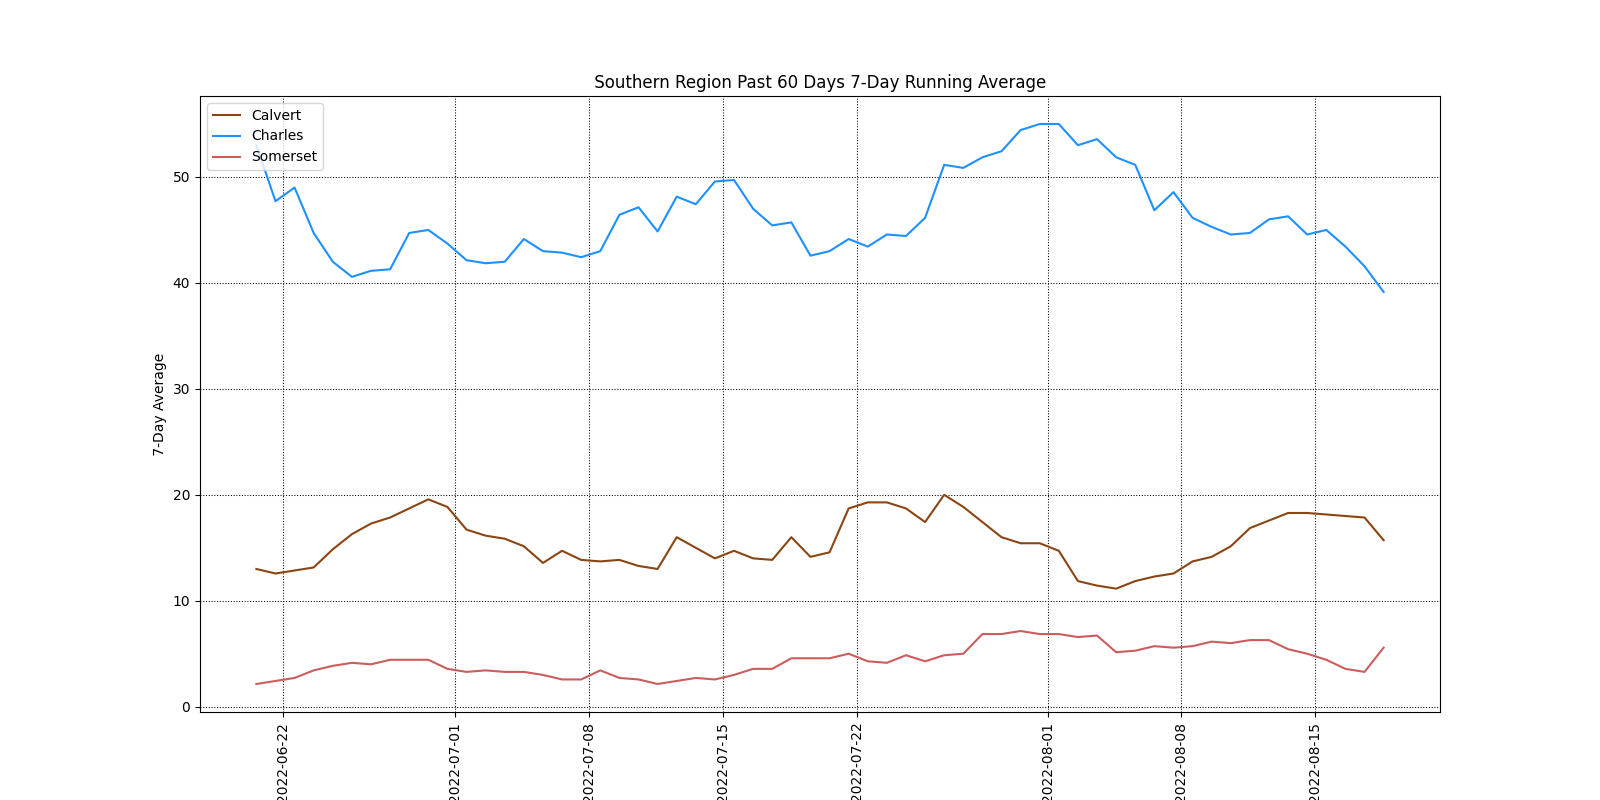 Southern Region Past 60 Days 7-Day Running Average
Calvert
Charles
Somerset
7-Day Average
50
40
30
20
10
0
2022-06-22
2022-07-01
2022-07-08
2022-07-15
2022-07-22
2022-08-01
2022-08-08
2022-08-15